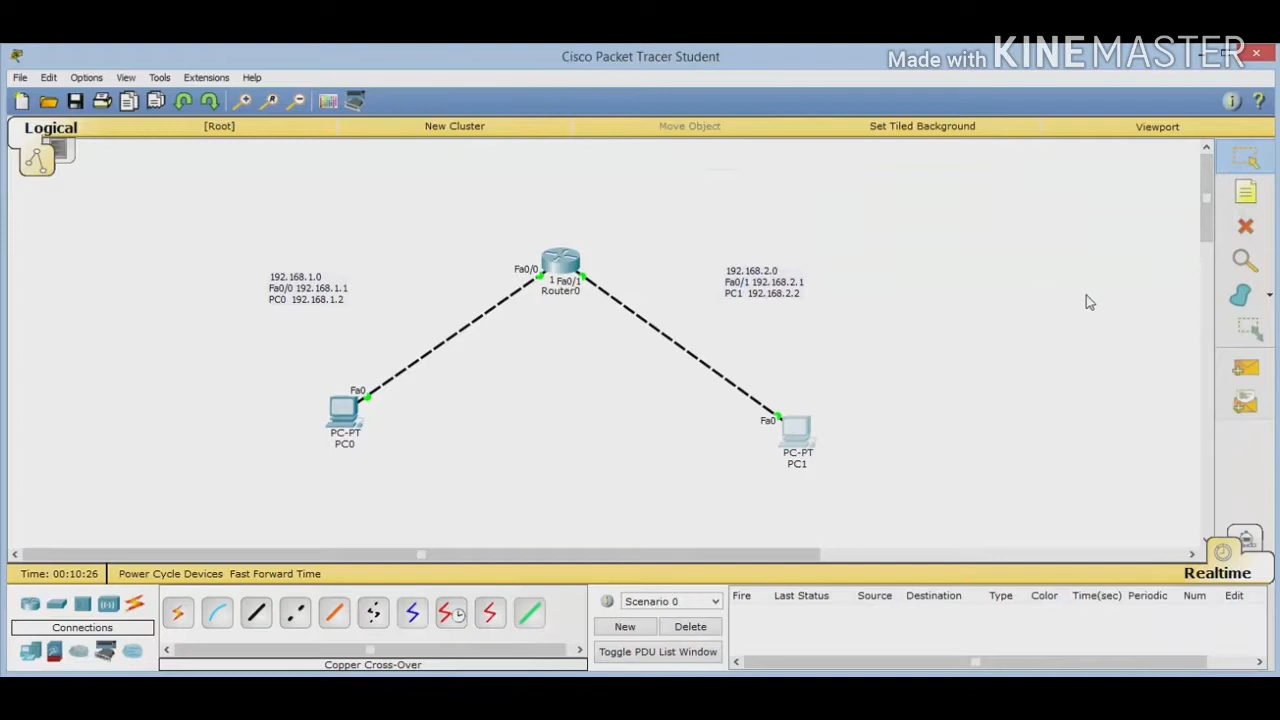 Cisco Packet Tracer Student
Made with KINEMASTER
File Edit Options View Tools Extensions Help
Logical [Root] New Cluster Move Object Set Tiled Background Viewport
192.168.1.0
Fa0/0 192.168.1.1
PC0 192.168.1.2
Fa0/0
1 Fa0/1
Router0
192.168.2.0
Fa0/1 192.168.2.1
PC1 192.168.2.2
Fa0
PC-PT
PC0
Fa0
PC-PT
PC1
Time: 00:10:26 Power Cycle Devices Fast Forward Time
Realtime
Connections
Copper Cross-Over
Scenario 0
New Delete
Toggle PDU List Window
Fire Last Status Source Destination Type Color Time(sec) Periodic Num Edit